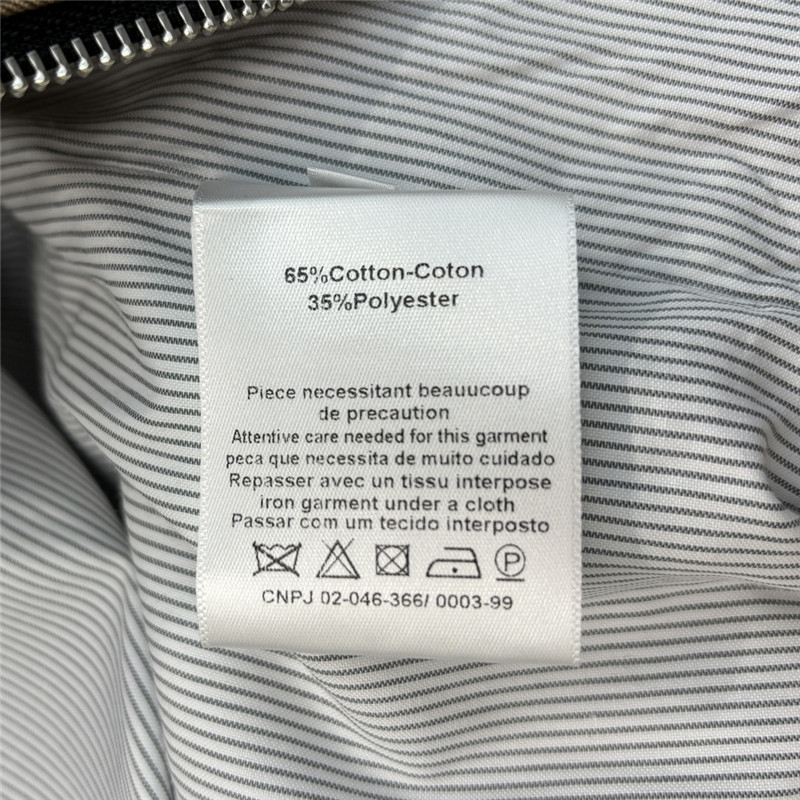 65%Cotton-Coton
35%Polyester
Piece necessitant beauucoup
de precaution
Attentive care needed for this garment
peca que necessita de muito cuidado
Repasser avec un tissu interpose
iron garment under a cloth
Passar com um tecido interposto
P
CNPJ 02-046-366/ 0003-99